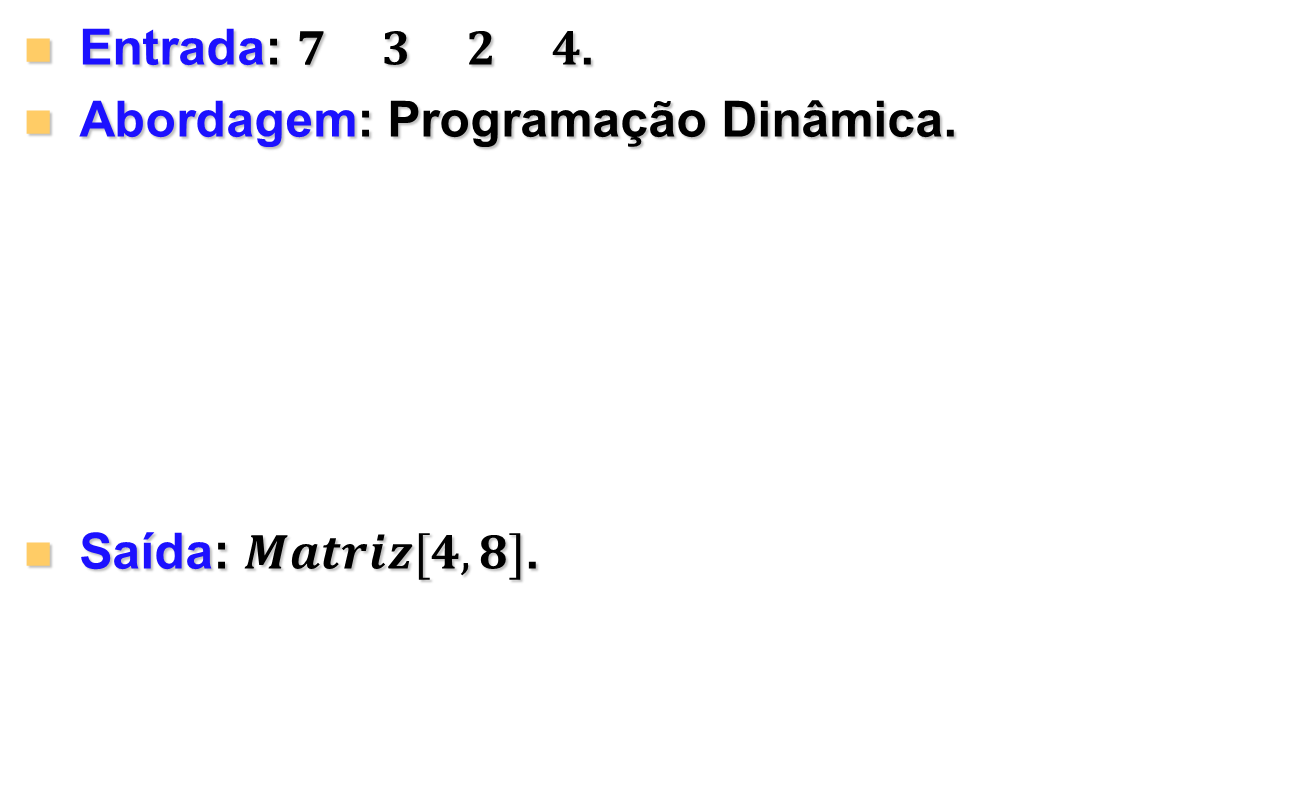 Entrada: 7 3 2 4.
Abordagem: Programação Dinâmica.
Saída: Matriz[4, 8].